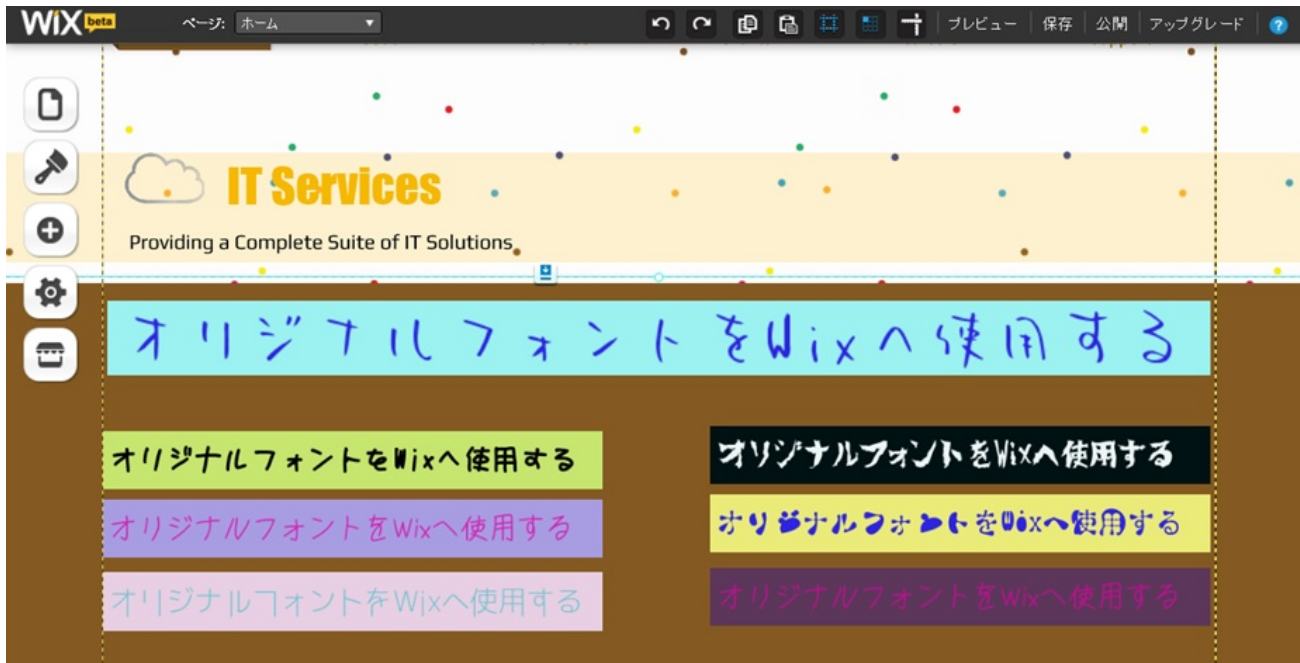 WiX beta ページ: ホーム プレビュー 保存 公開 アップグレード ?
IT Services
Providing a Complete Suite of IT Solutions
オリジナルフォントをWixへ使用する
オリジナルフォントをWixへ使用する
オリジナルフォントをWixへ使用する
オリジナルフォントをWixへ使用する
オリジナルフォントをWixへ使用する
オリジナルフォントをWixへ使用する
オリジナルフォントをWixへ使用する